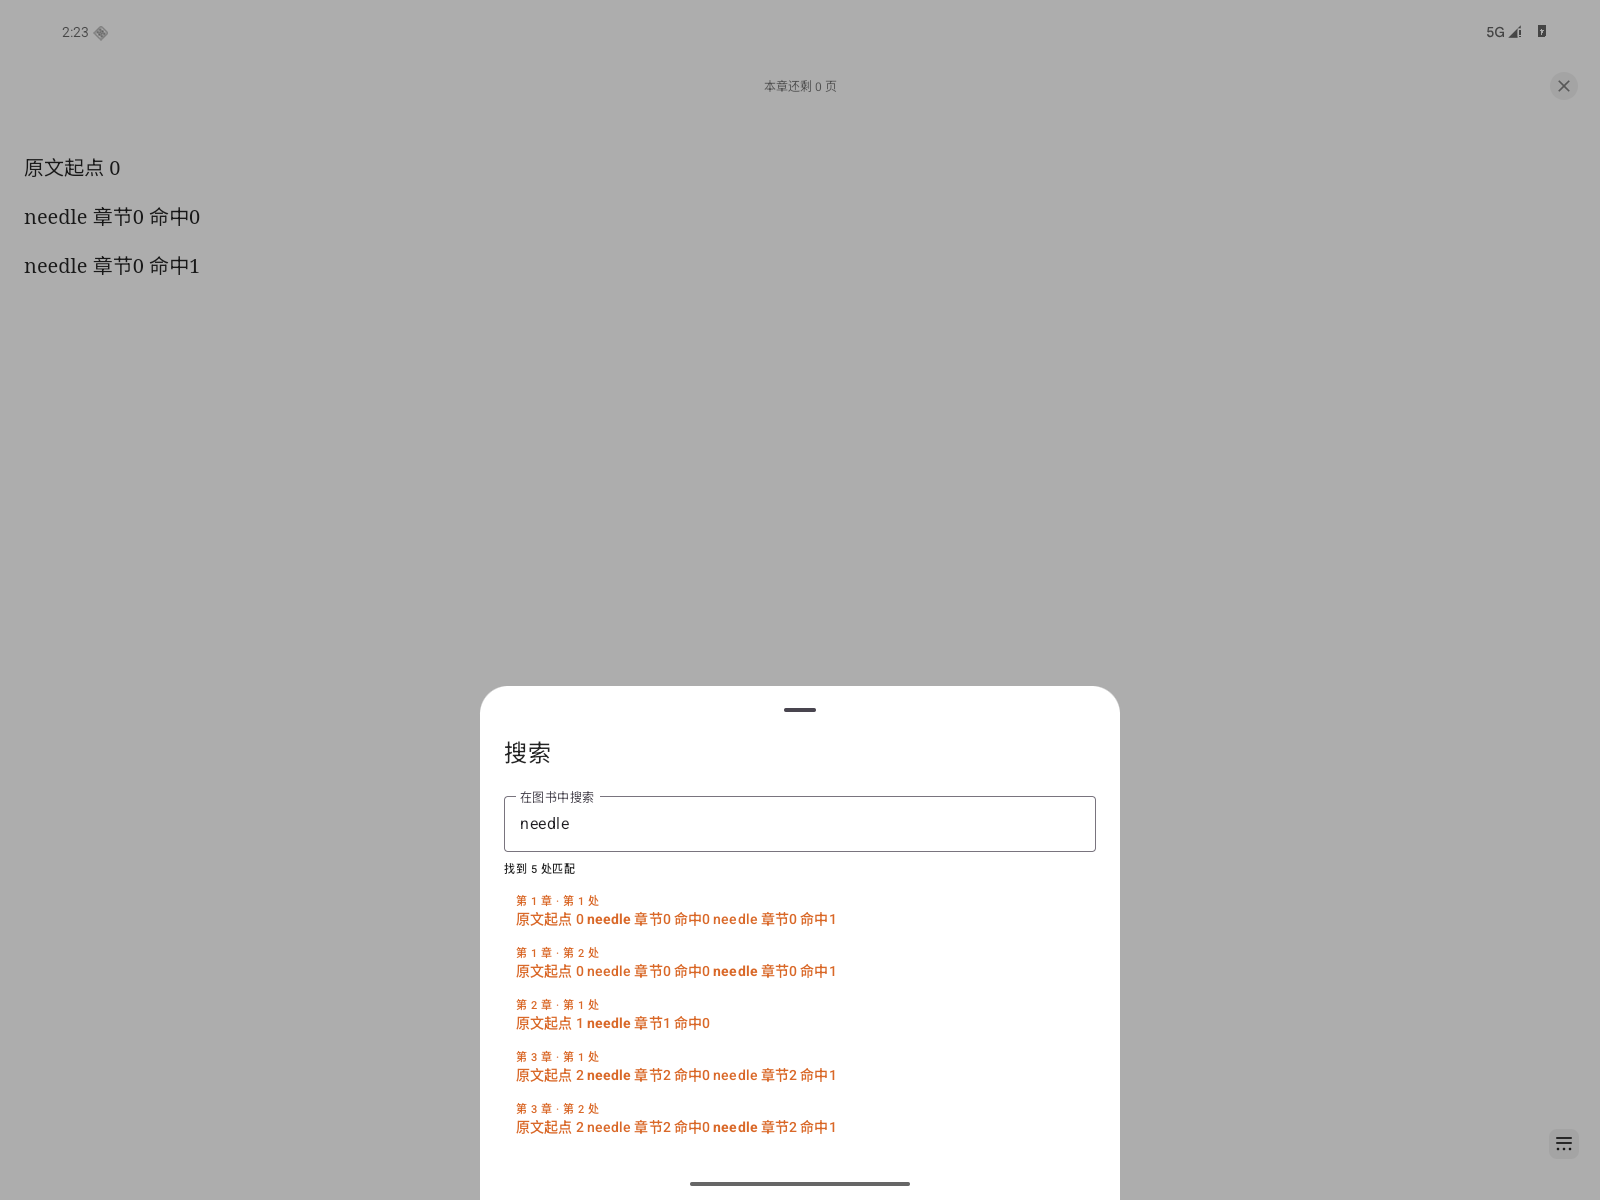 2:23
5G
本章还剩 0 页
原文起点 0
needle 章节0 命中0
needle 章节0 命中1
搜索
在图书中搜索
needle
找到 5 处匹配
第 1 章 · 第 1 处
原文起点 0 needle 章节0 命中0 needle 章节0 命中1
第 1 章 · 第 2 处
原文起点 0 needle 章节0 命中0 needle 章节0 命中1
第 2 章 · 第 1 处
原文起点 1 needle 章节1 命中0
第 3 章 · 第 1 处
原文起点 2 needle 章节2 命中0 needle 章节2 命中1
第 3 章 · 第 2 处
原文起点 2 needle 章节2 命中0 needle 章节2 命中1